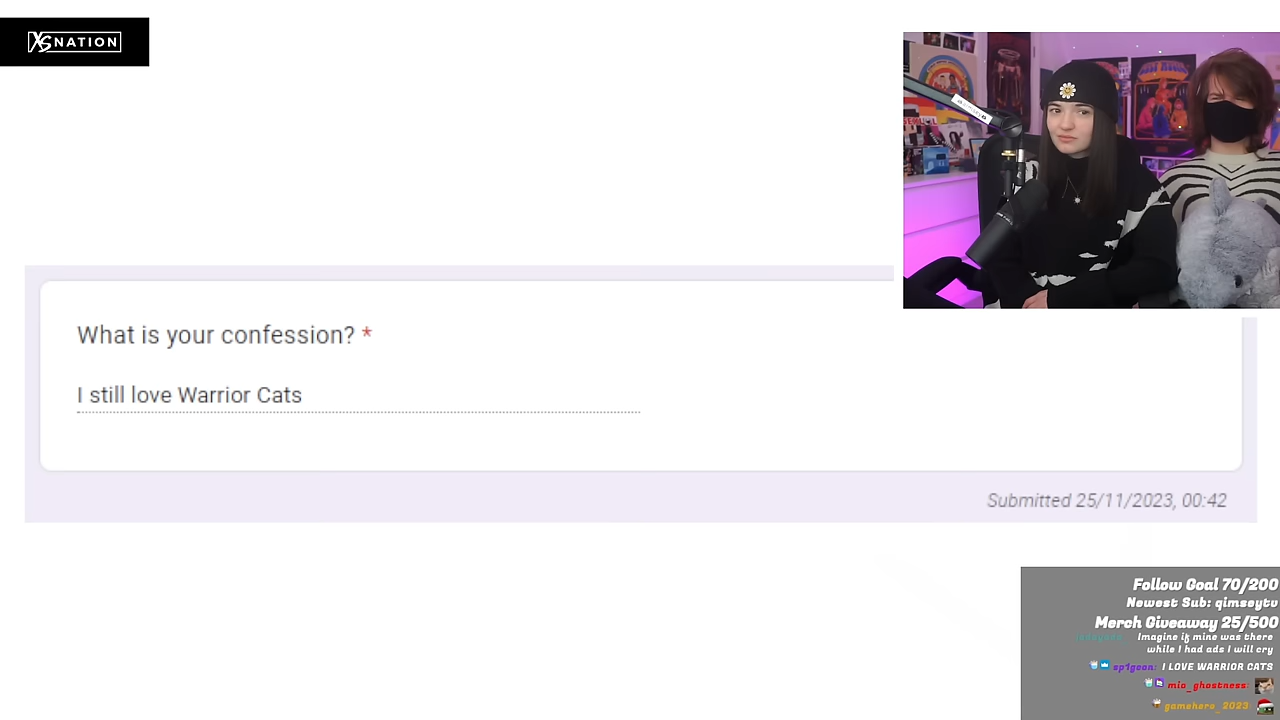 XSNATION
What is your confession? *
I still love Warrior Cats
Submitted 25/11/2023, 00:42
Follow Goal 70/200
Newest Sub: qimseytv
Merch Giveaway 25/500
Imagine if mine was there
while I had ads I will cry
sp1geon: I LOVE WARRIOR CATS
mia_ghostness:
gamehero_2023